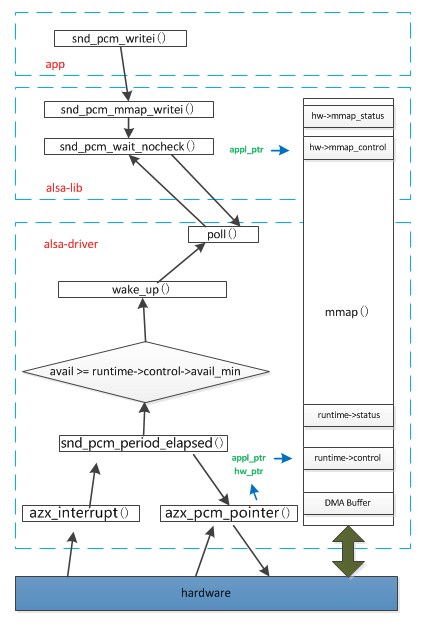 snd_pcm_writei()
app
snd_pcm_mmap_writei()
hw->mmap_status
snd_pcm_wait_nocheck()
appl_ptr
hw->mmap_control
alsa-lib
poll()
alsa-driver
wake_up()
mmap()
avail >= runtime->control->avail_min
runtime->status
snd_pcm_period_elapsed()
appl_ptr
hw_ptr
runtime->control
DMA Buffer
azx_interrupt()
azx_pcm_pointer()
hardware